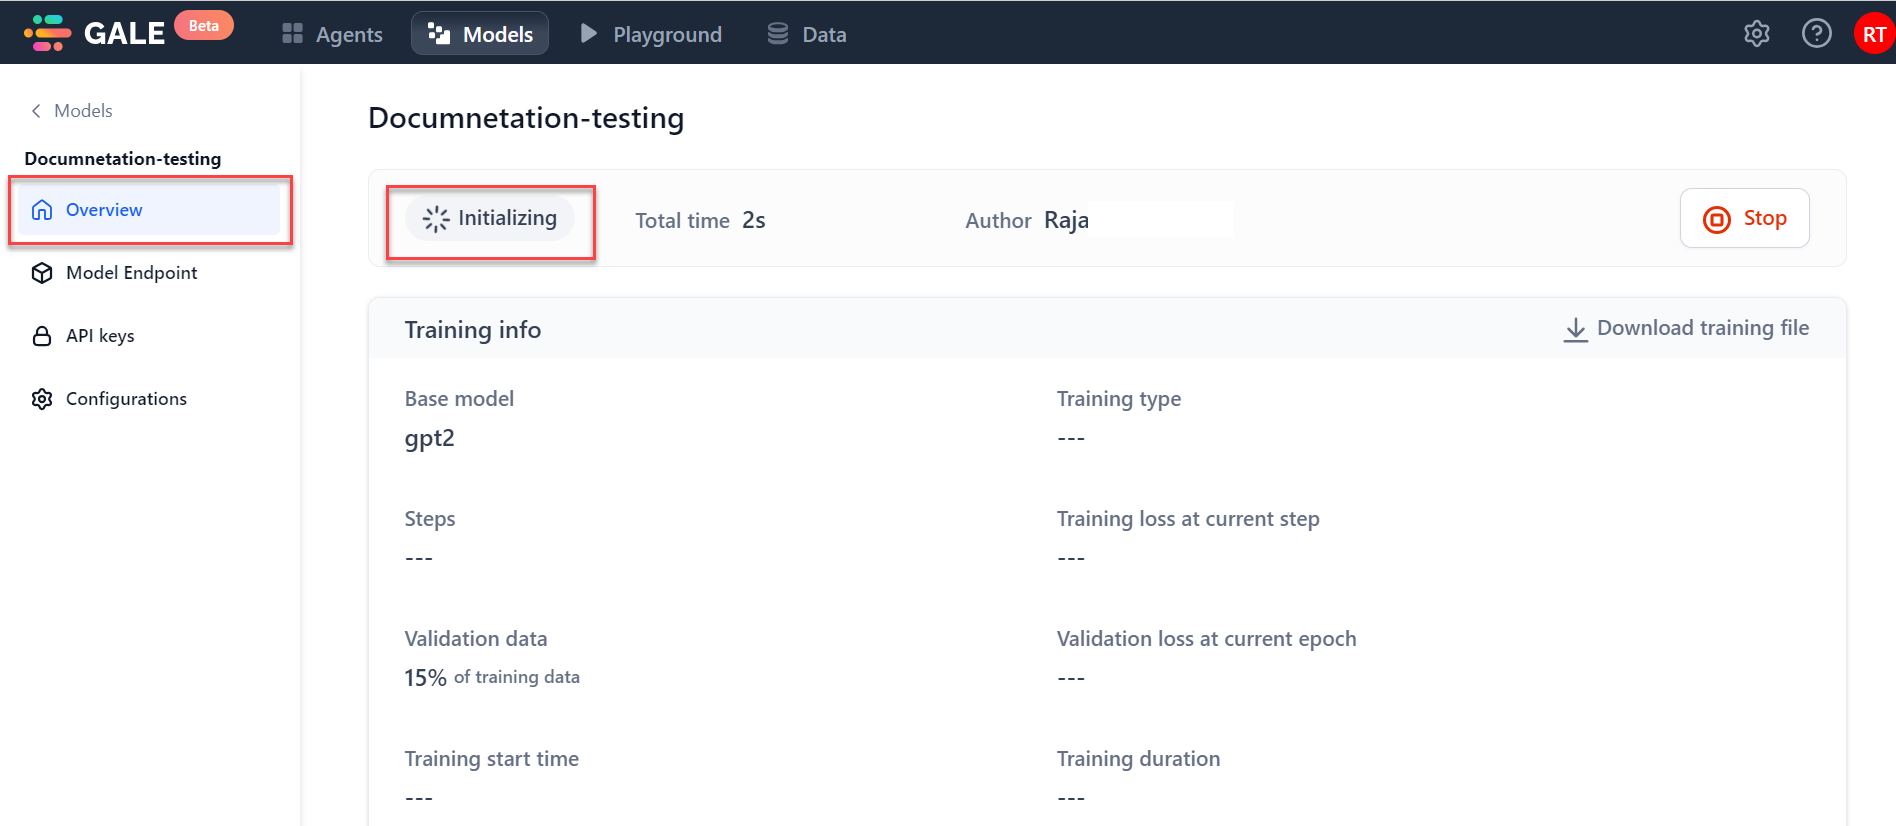 GALE Beta Agents Models Playground Data RT
Models
Documnetation-testing
Overview
Model Endpoint
API keys
Configurations
Documnetation-testing
Initializing Total time 2s Author Raja Stop
Training info Download training file
Base model Training type
gpt2 ---
Steps Training loss at current step
--- ---
Validation data Validation loss at current epoch
15% of training data ---
Training start time Training duration
--- ---